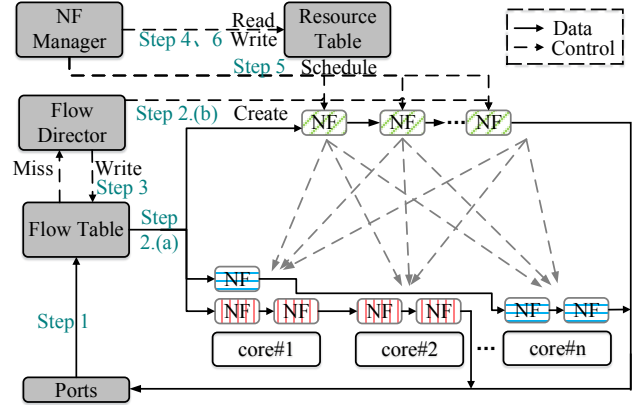 NF
Manager
Read
Step 4、6
Write
Resource
Table
Data
Control
Step 5
Schedule
Flow
Director
Step 2.(b)
Create
NF
NF
...
NF
Miss
Write
Step 3
Flow Table
Step
2.(a)
NF
NF
NF
NF
NF
NF
NF
Step 1
core#1
core#2
...
core#n
Ports